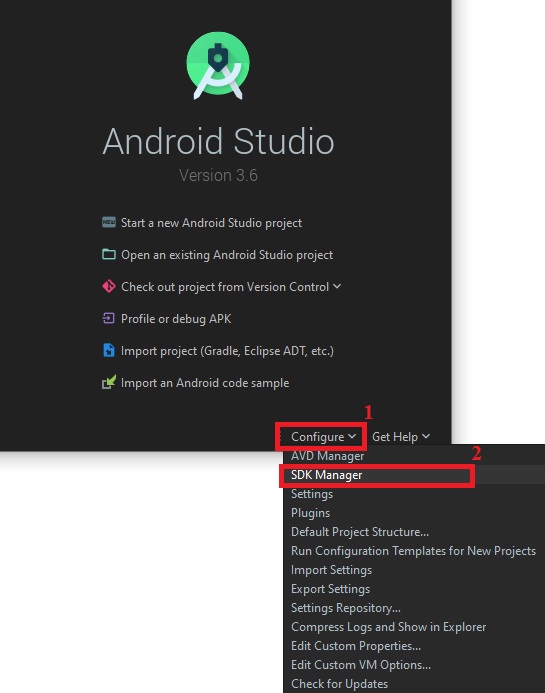 Android Studio
Version 3.6
NEW Start a new Android Studio project
Open an existing Android Studio project
Check out project from Version Control
Profile or debug APK
Import project (Gradle, Eclipse ADT, etc.)
Import an Android code sample
1
Configure Get Help
AVD Manager
2
SDK Manager
Settings
Plugins
Default Project Structure...
Run Configuration Templates for New Projects
Import Settings
Export Settings
Settings Repository...
Compress Logs and Show in Explorer
Edit Custom Properties...
Edit Custom VM Options...
Check for Updates